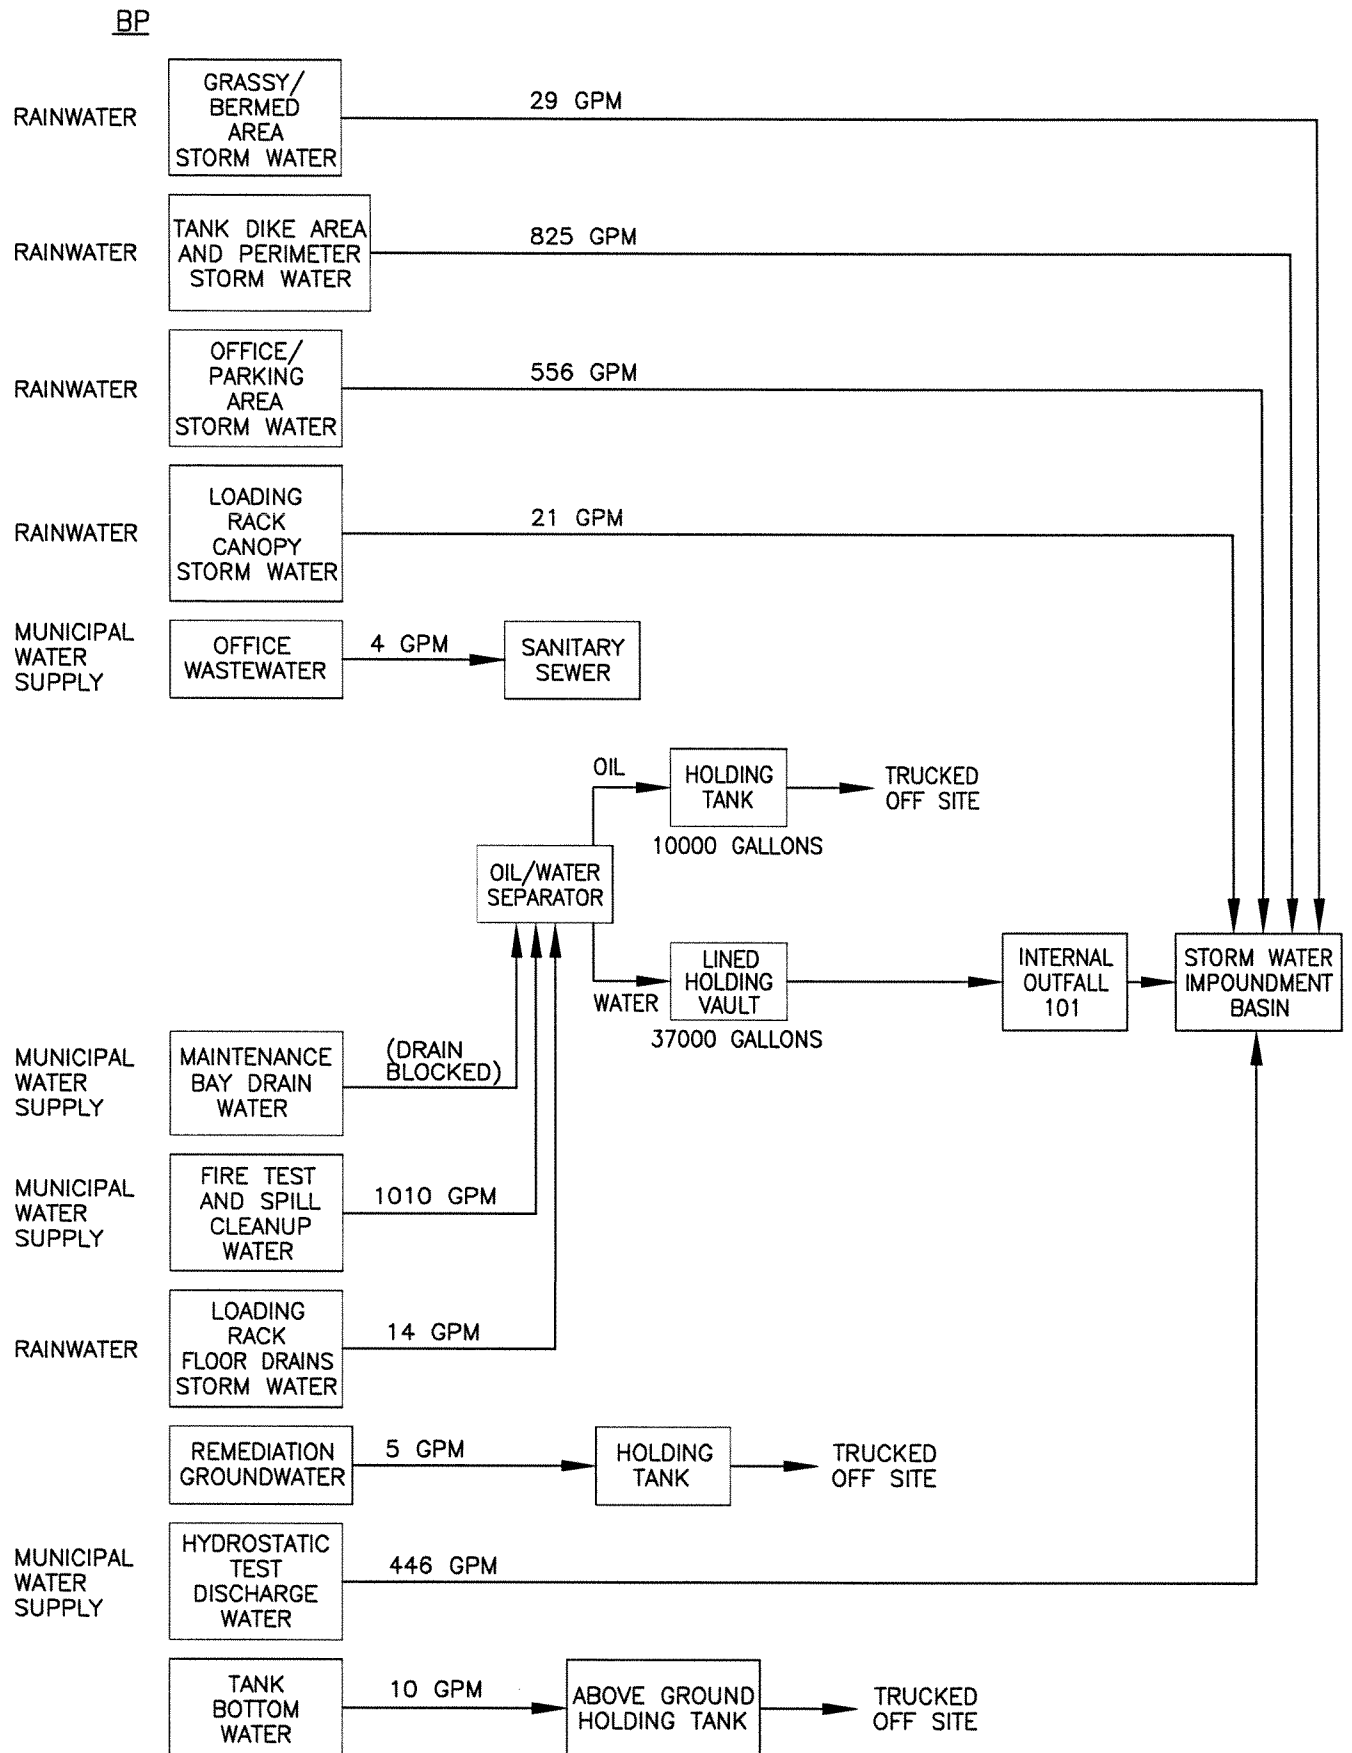 BP
RAINWATER
GRASSY/
BERMED
AREA
STORM WATER
29 GPM
RAINWATER
TANK DIKE AREA
AND PERIMETER
STORM WATER
825 GPM
RAINWATER
OFFICE/
PARKING
AREA
STORM WATER
556 GPM
RAINWATER
LOADING
RACK
CANOPY
STORM WATER
21 GPM
MUNICIPAL
WATER
SUPPLY
OFFICE
WASTEWATER
4 GPM
SANITARY
SEWER
OIL
HOLDING
TANK
10000 GALLONS
TRUCKED
OFF SITE
OIL/WATER
SEPARATOR
WATER
LINED
HOLDING
VAULT
37000 GALLONS
INTERNAL
OUTFALL
101
STORM WATER
IMPOUNDMENT
BASIN
MUNICIPAL
WATER
SUPPLY
MAINTENANCE
BAY DRAIN
WATER
(DRAIN
BLOCKED)
MUNICIPAL
WATER
SUPPLY
FIRE TEST
AND SPILL
CLEANUP
WATER
1010 GPM
RAINWATER
LOADING
RACK
FLOOR DRAINS
STORM WATER
14 GPM
REMEDIATION
GROUNDWATER
5 GPM
HOLDING
TANK
TRUCKED
OFF SITE
MUNICIPAL
WATER
SUPPLY
HYDROSTATIC
TEST
DISCHARGE
WATER
446 GPM
TANK
BOTTOM
WATER
10 GPM
ABOVE GROUND
HOLDING TANK
TRUCKED
OFF SITE